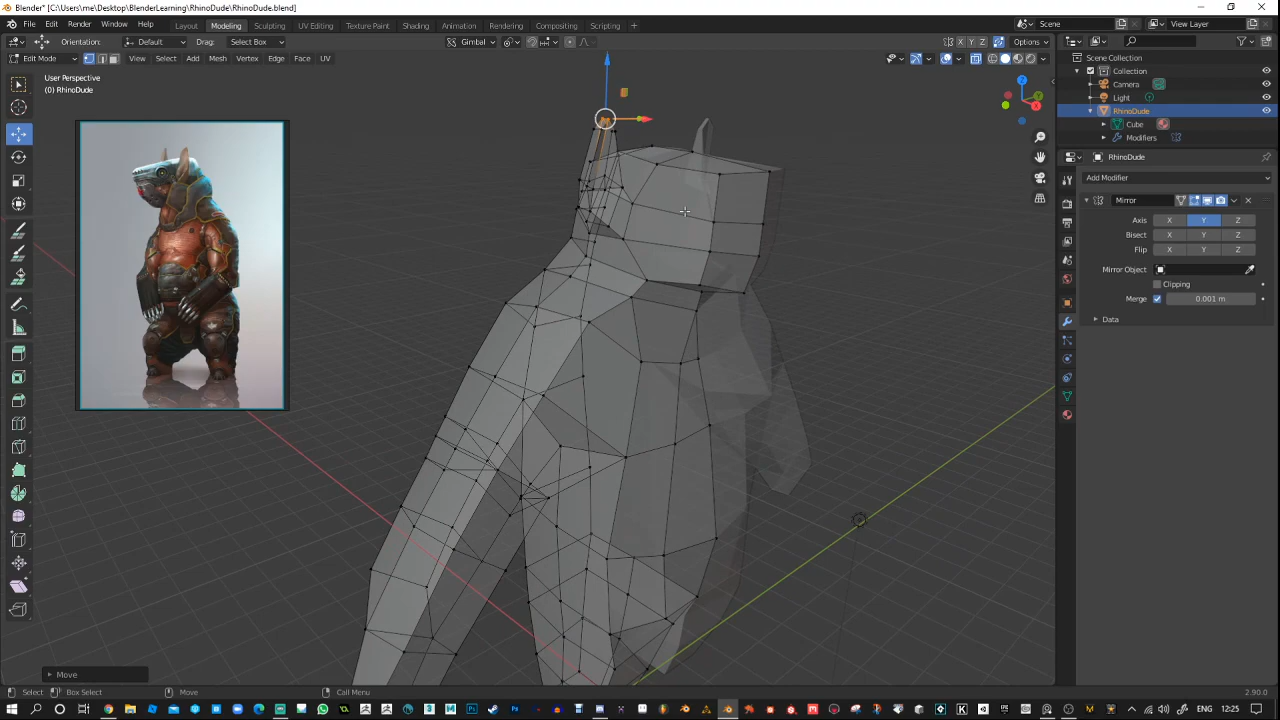 Blender* [C:\Users\me\Desktop\BlenderLearning\RhinoDude\RhinoDude.blend]
File Edit Render Window Help Layout Modeling Sculpting UV Editing Texture Paint Shading Animation Rendering Compositing Scripting + Scene View Layer
Orientation: Default Drag: Select Box Gimbal X Y Z Options
Edit Mode View Select Add Mesh Vertex Edge Face UV
User Perspective
(0) RhinoDude
Scene Collection
Collection
Camera
Light
RhinoDude
Cube
Modifiers
RhinoDude
Add Modifier
Mirror
Axis X Y Z
Bisect X Y Z
Flip X Y Z
Mirror Object
Clipping
Merge 0.001 m
Data
Move
Select Box Select Move Call Menu 2.90.0
ENG 12:25